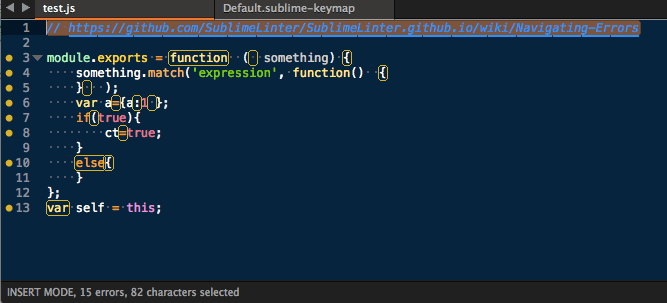 test.js Default.sublime-keymap
1 // https://github.com/SublimeLinter/SublimeLinter.github.io/wiki/Navigating-Errors
2
3 module.exports = function ( something) {
4 something.match('expression', function() {
5 } );
6 var a={a:1 };
7 if(true){
8 ct=true;
9 }
10 else{
11 }
12 };
13 var self = this;
INSERT MODE, 15 errors, 82 characters selected